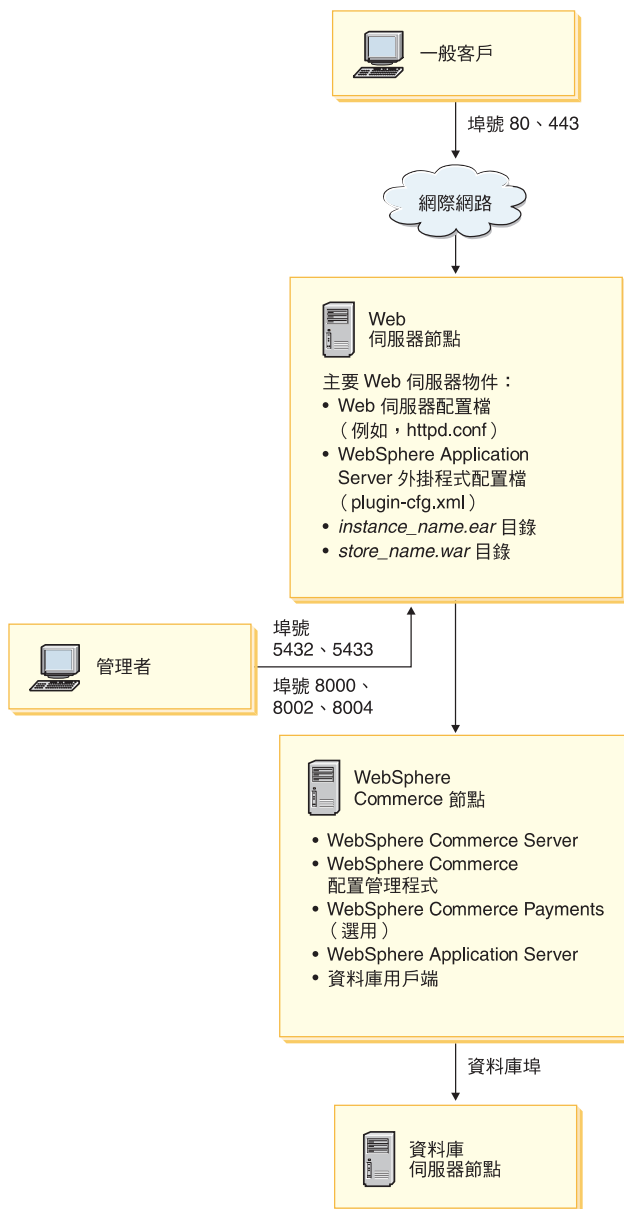 一般客戶
埠號 80、443
網際網路
Web
伺服器節點
主要 Web 伺服器物件：
• Web 伺服器配置檔
（例如，httpd.conf）
• WebSphere Application
Server 外掛程式配置檔
（plugin-cfg.xml）
• instance_name.ear 目錄
• store_name.war 目錄
管理者
埠號
5432、5433
埠號 8000、
8002、8004
WebSphere
Commerce 節點
• WebSphere Commerce Server
• WebSphere Commerce
配置管理程式
• WebSphere Commerce Payments
（選用）
• WebSphere Application Server
• 資料庫用戶端
資料庫埠
資料庫
伺服器節點